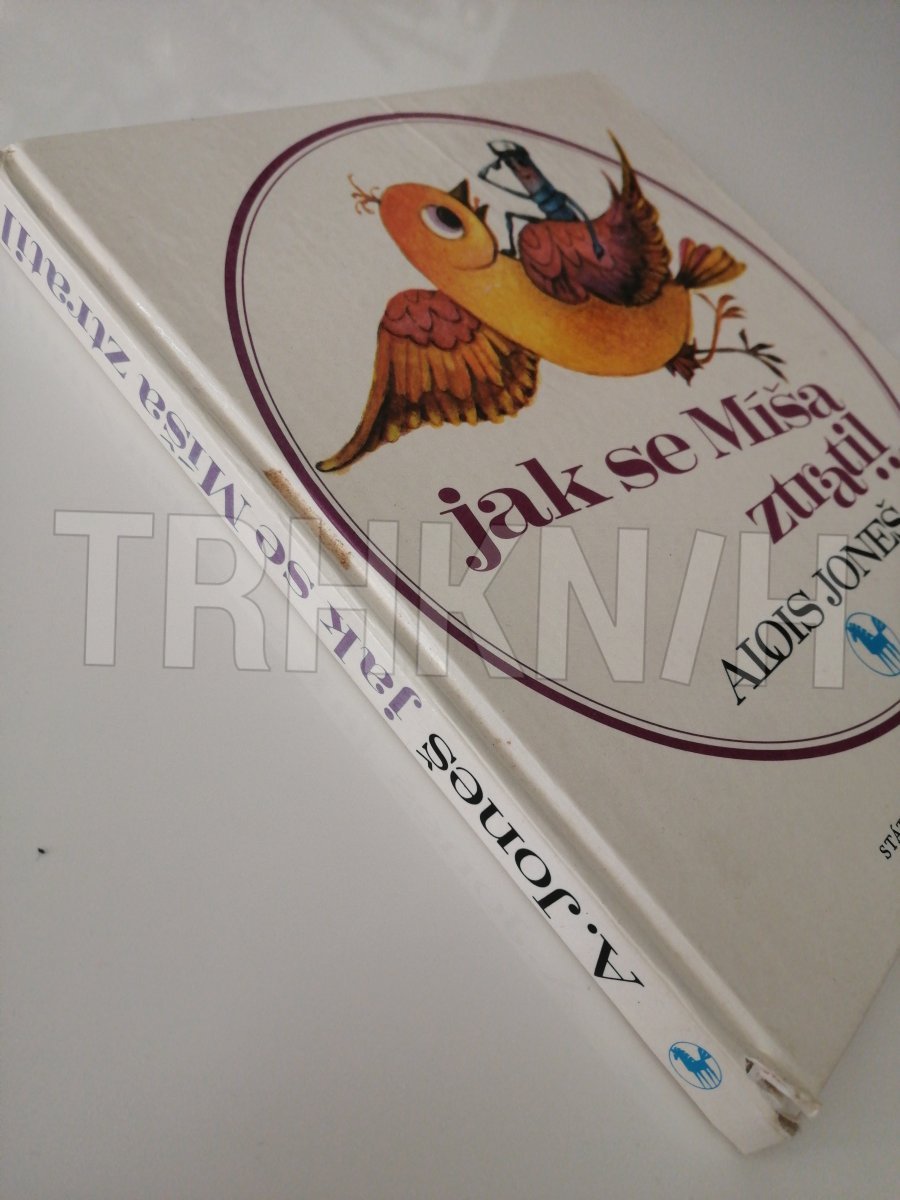 jak se Míša
ztratil..
ALOIS JONEŠ
A. Joneš jak se Míša ztratil
TRHKNIH